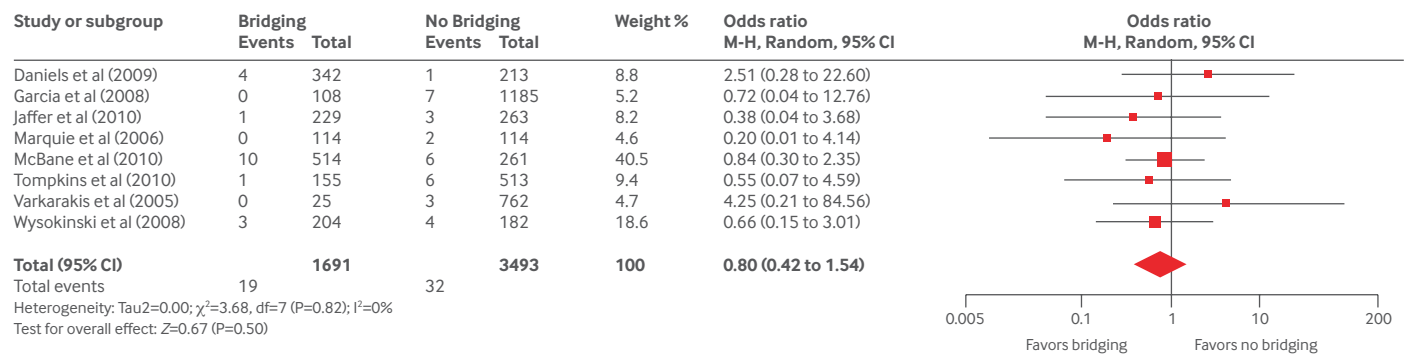 Study or subgroup Bridging No Bridging Weight % Odds ratio Odds ratio
Events Total Events Total M-H, Random, 95% CI M-H, Random, 95% CI
Daniels et al (2009) 4 342 1 213 8.8 2.51 (0.28 to 22.60)
Garcia et al (2008) 0 108 7 1185 5.2 0.72 (0.04 to 12.76)
Jaffer et al (2010) 1 229 3 263 8.2 0.38 (0.04 to 3.68)
Marquie et al (2006) 0 114 2 114 4.6 0.20 (0.01 to 4.14)
McBane et al (2010) 10 514 6 261 40.5 0.84 (0.30 to 2.35)
Tompkins et al (2010) 1 155 6 513 9.4 0.55 (0.07 to 4.59)
Varkarakis et al (2005) 0 25 3 762 4.7 4.25 (0.21 to 84.56)
Wysokinski et al (2008) 3 204 4 182 18.6 0.66 (0.15 to 3.01)
Total (95% CI) 1691 3493 100 0.80 (0.42 to 1.54)
Total events 19 32
Heterogeneity: Tau2=0.00; χ²=3.68, df=7 (P=0.82); I²=0%
Test for overall effect: Z=0.67 (P=0.50)
0.005 0.1 1 10 200
Favors bridging Favors no bridging